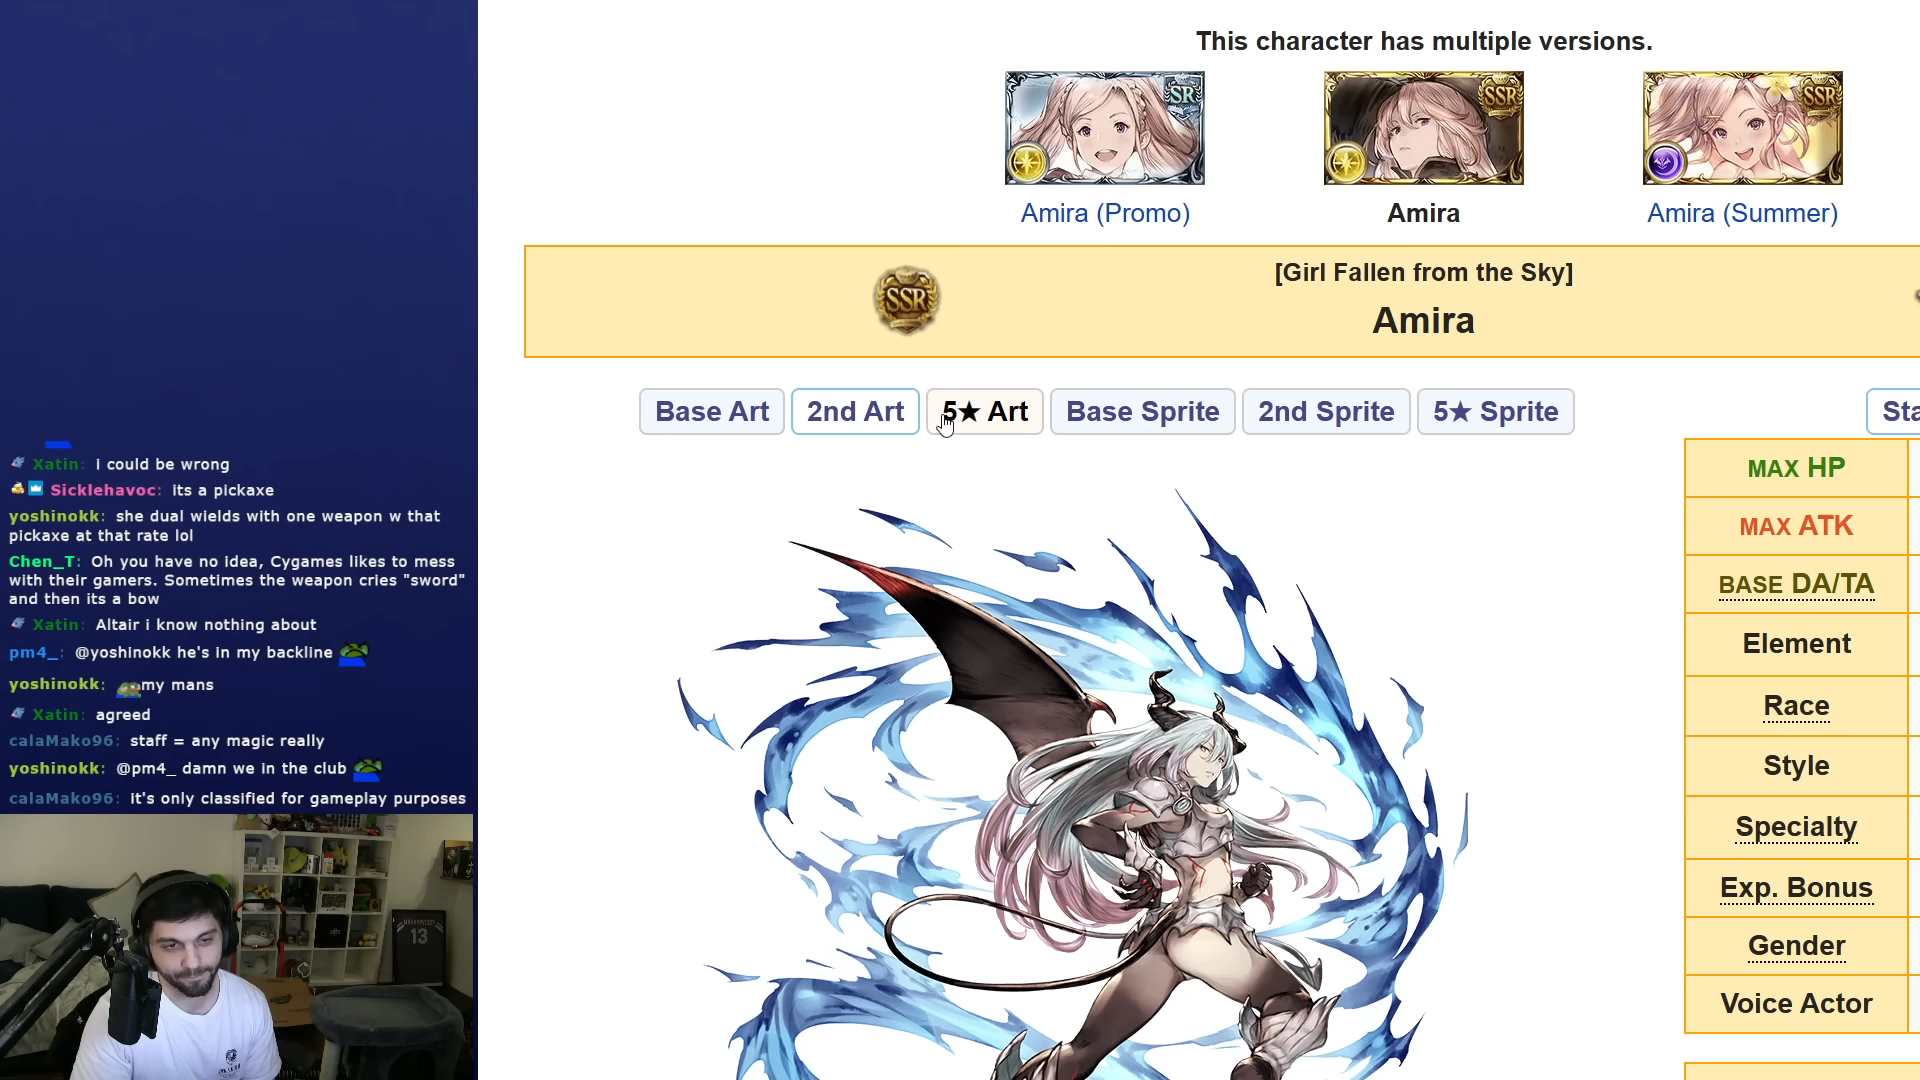 This character has multiple versions.
SR
SSR
SSR
Amira (Promo)
Amira
Amira (Summer)
SSR
[Girl Fallen from the Sky]
Amira
Base Art
2nd Art
5★ Art
Base Sprite
2nd Sprite
5★ Sprite
Sta
MAX HP
MAX ATK
BASE DA/TA
Element
Race
Style
Specialty
Exp. Bonus
Gender
Voice Actor
Xatin: i could be wrong
Sicklehavoc: its a pickaxe
yoshinokk: she dual wields with one weapon w that
pickaxe at that rate lol
Chen_T: Oh you have no idea, Cygames likes to mess
with their gamers. Sometimes the weapon cries "sword"
and then its a bow
Xatin: Altair i know nothing about
pm4_: @yoshinokk he's in my backline
yoshinokk: my mans
Xatin: agreed
calaMako96: staff = any magic really
yoshinokk: @pm4_ damn we in the club
calaMako96: it's only classified for gameplay purposes
13